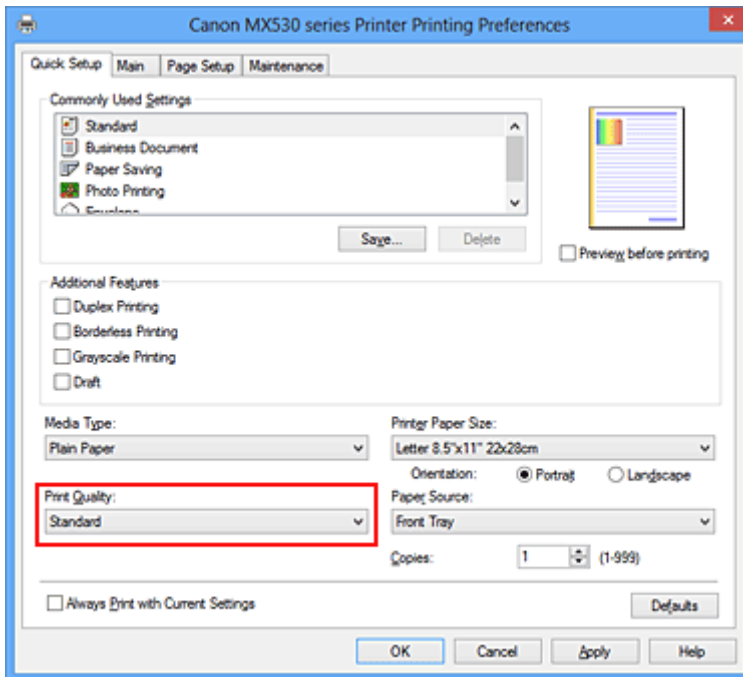 Canon MX530 series Printer Printing Preferences
Quick Setup Main Page Setup Maintenance
Commonly Used Settings
Standard
Business Document
Paper Saving
Photo Printing
Envelope
Save... Delete
Preview before printing
Additional Features
Duplex Printing
Borderless Printing
Grayscale Printing
Draft
Media Type:
Plain Paper
Printer Paper Size:
Letter 8.5"x11" 22x28cm
Orientation: Portrait Landscape
Print Quality:
Standard
Paper Source:
Front Tray
Copies: 1 (1-999)
Always Print with Current Settings
Defaults
OK Cancel Apply Help